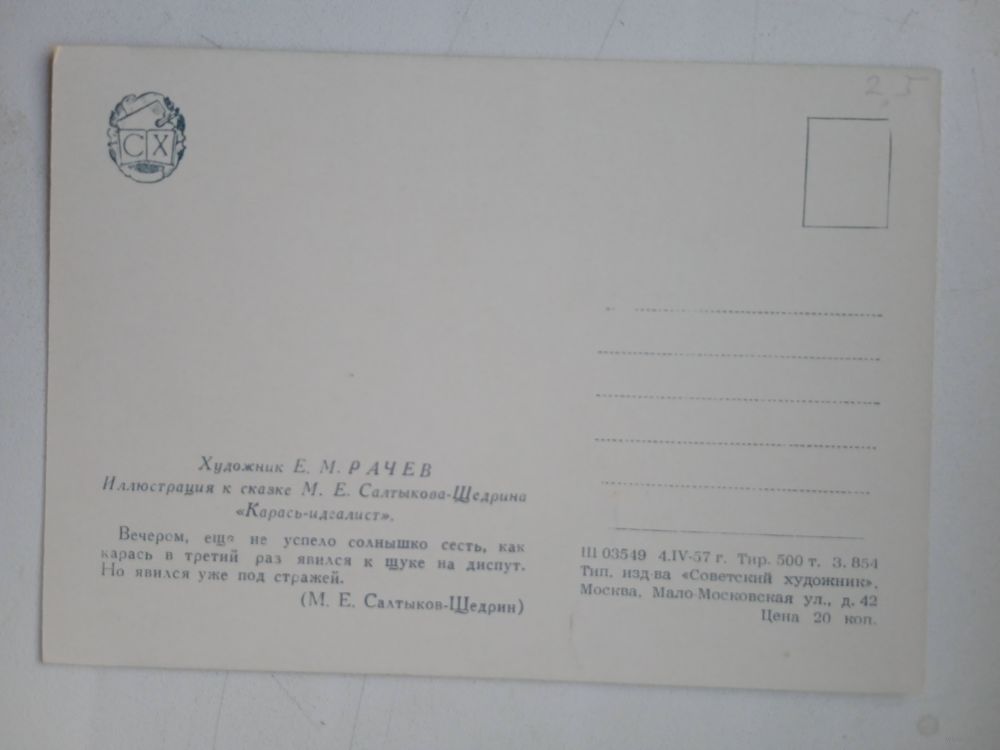 СХ
2,5
Художник Е. М. РАЧЕВ
Иллюстрация к сказке М. Е. Салтыкова-Щедрина
«Карась-идеалист».
Вечером, еще не успело солнышко сесть, как
карась в третий раз явился к щуке на диспут.
Но явился уже под стражей.
(М. Е. Салтыков-Щедрин)
Ш 03549 4.IV-57 г. Тир. 500 т. З. 854
Тип. изд-ва «Советский художник».
Москва, Мало-Московская ул., д. 42
Цена 20 коп.